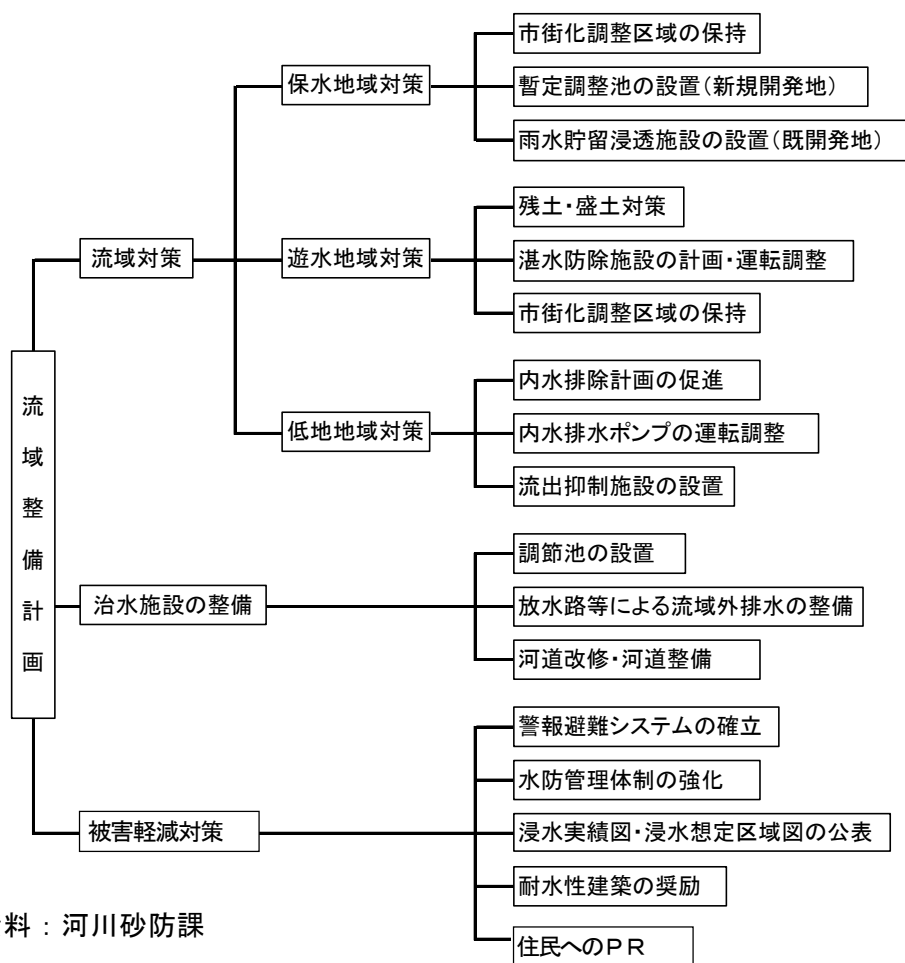 流域整備計画
流域対策
保水地域対策
市街化調整区域の保持
暫定調整池の設置(新規開発地)
雨水貯留浸透施設の設置(既開発地)
遊水地域対策
残土・盛土対策
湛水防除施設の計画・運転調整
市街化調整区域の保持
低地地域対策
内水排除計画の促進
内水排水ポンプの運転調整
流出抑制施設の設置
治水施設の整備
調節池の設置
放水路等による流域外排水の整備
河道改修・河道整備
被害軽減対策
警報避難システムの確立
水防管理体制の強化
浸水実績図・浸水想定区域図の公表
耐水性建築の奨励
住民へのPR
料：河川砂防課